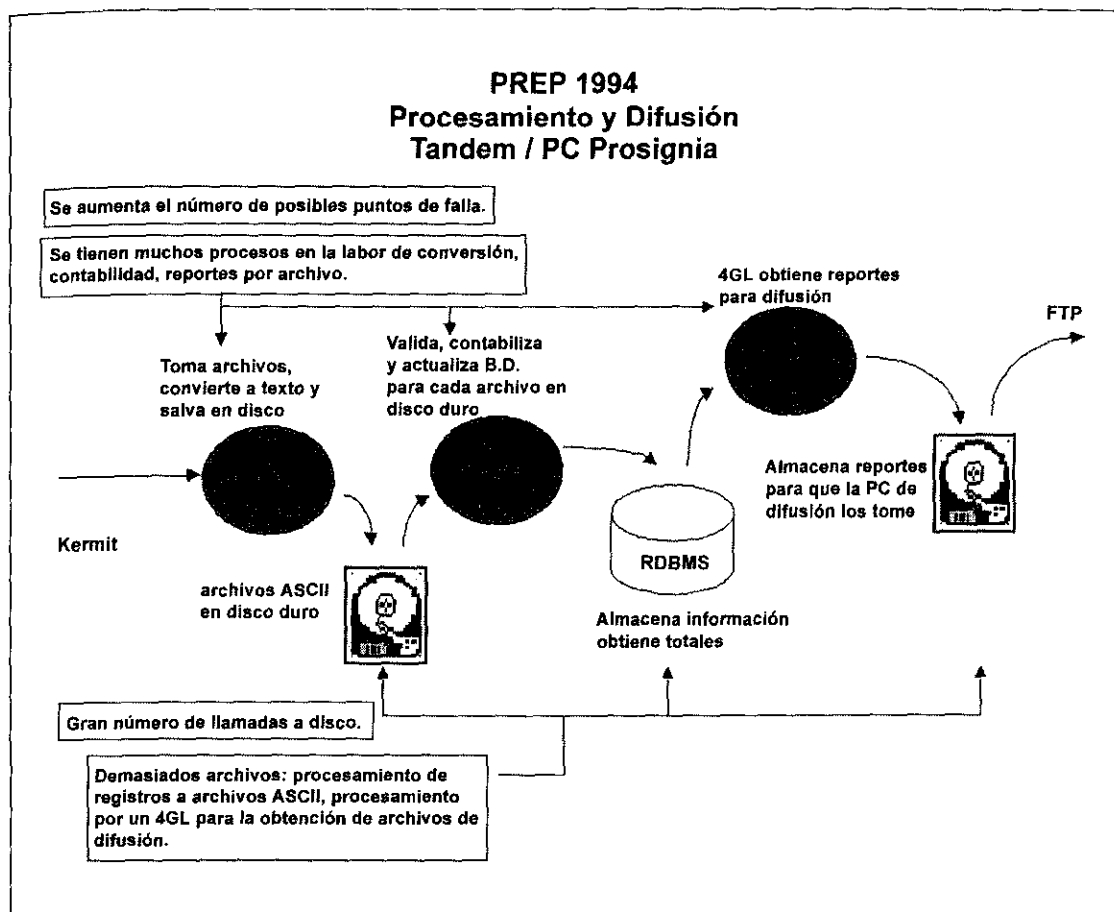 PREP 1994
Procesamiento y Difusión
Tandem / PC Prosignia
Se aumenta el número de posibles puntos de falla.
Se tienen muchos procesos en la labor de conversión,
contabilidad, reportes por archivo.
4GL obtiene reportes
para difusión
FTP
Toma archivos,
convierte a texto y
salva en disco
Valida, contabiliza
y actualiza B.D.
para cada archivo en
disco duro
Almacena reportes
para que la PC de
difusión los tome
Kermit
RDBMS
archivos ASCII
en disco duro
Almacena información
obtiene totales
Gran número de llamadas a disco.
Demasiados archivos: procesamiento de
registros a archivos ASCII, procesamiento
por un 4GL para la obtención de archivos de
difusión.